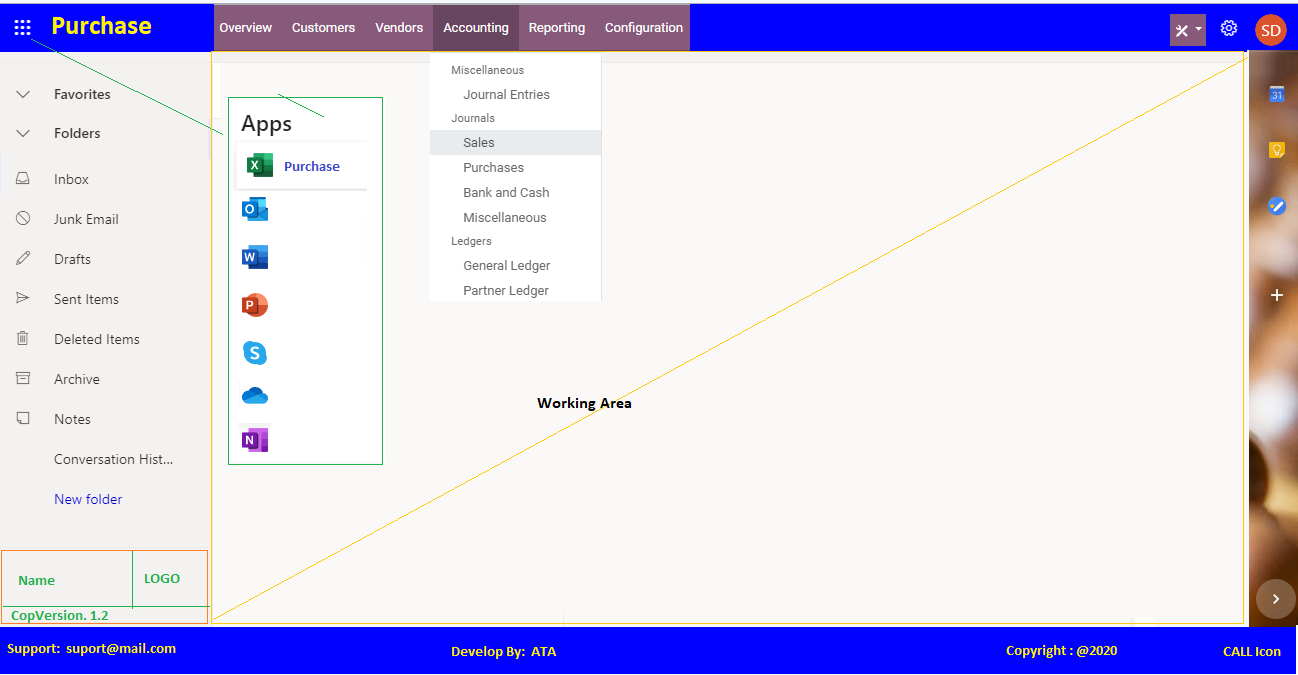 Purchase
Overview Customers Vendors Accounting Reporting Configuration
SD
Favorites
Folders
Inbox
Junk Email
Drafts
Sent Items
Deleted Items
Archive
Notes
Conversation Hist...
New folder
Name
LOGO
CopVersion. 1.2
Apps
X Purchase
O
W
P
S
N
Miscellaneous
Journal Entries
Journals
Sales
Purchases
Bank and Cash
Miscellaneous
Ledgers
General Ledger
Partner Ledger
Working Area
31
Support: suport@mail.com
Develop By: ATA
Copyright : @2020
CALL Icon